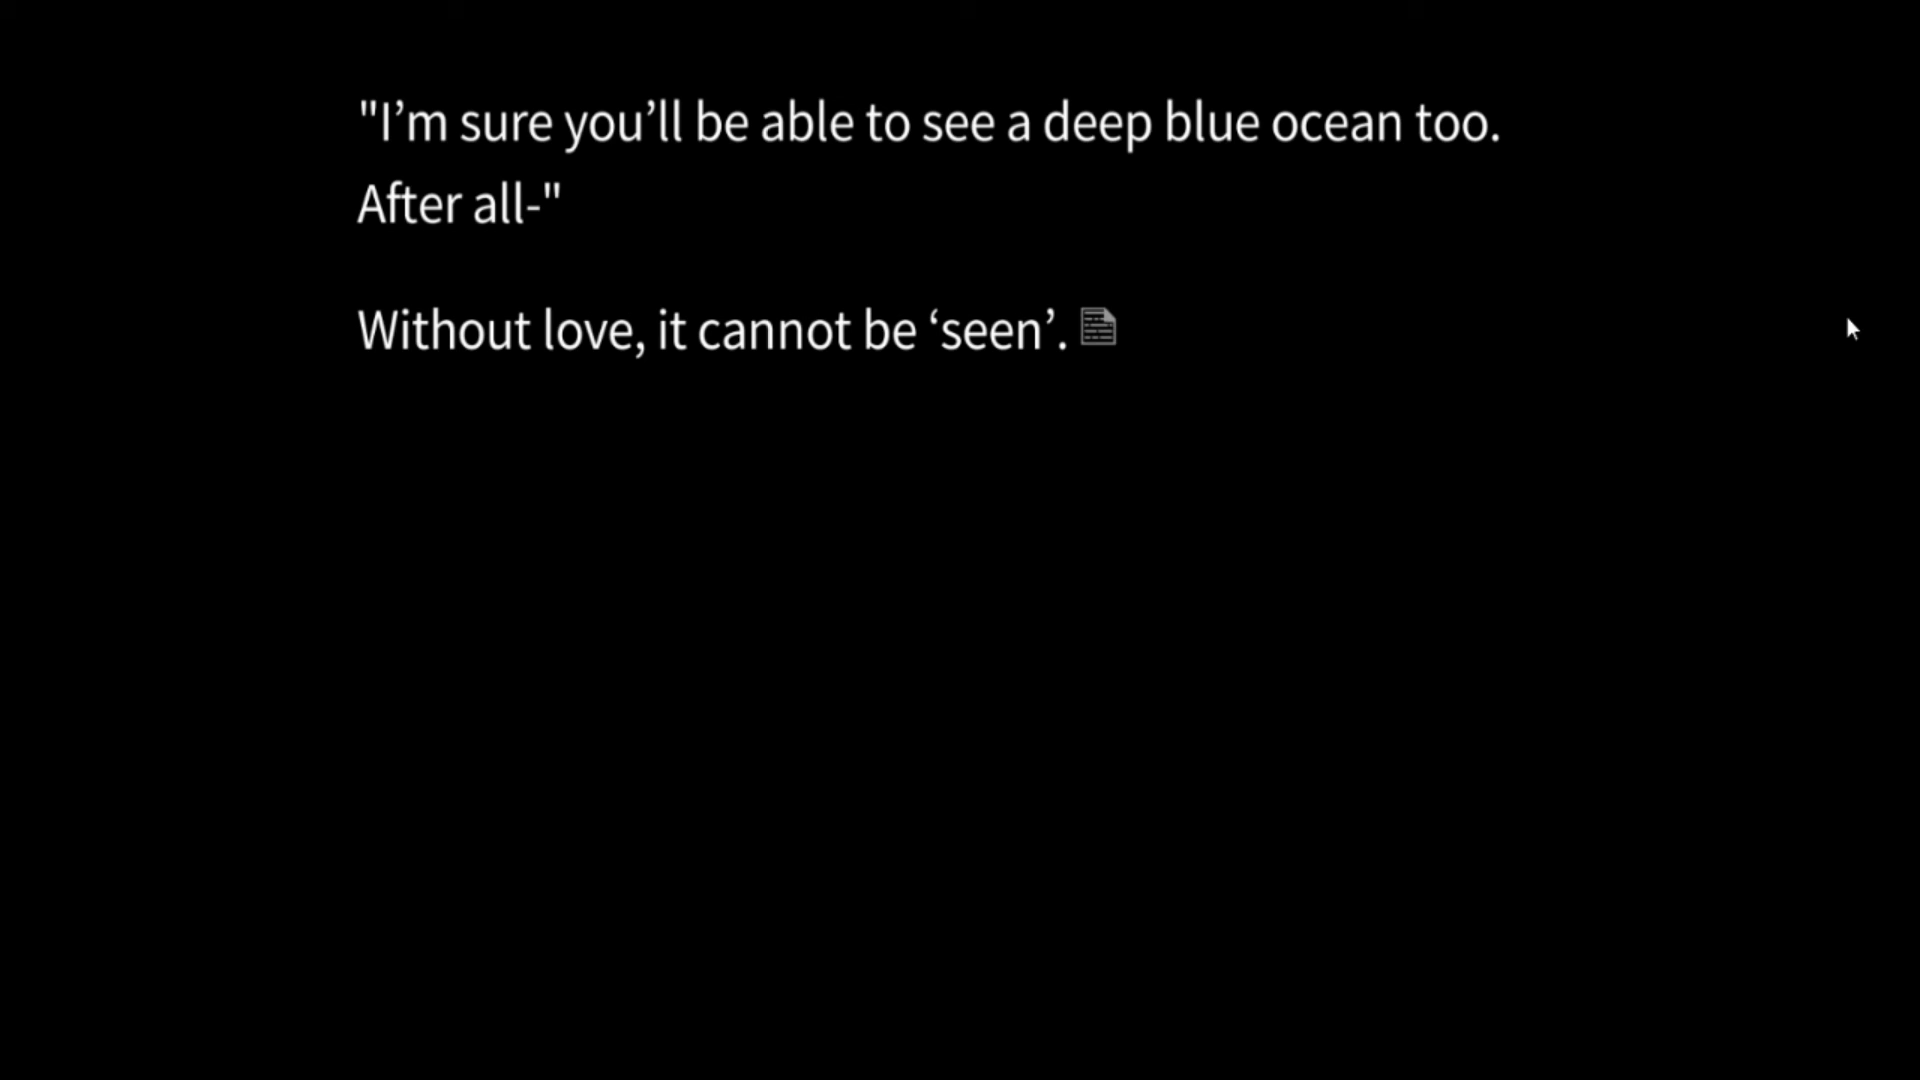 "I’m sure you’ll be able to see a deep blue ocean too.
After all-"
Without love, it cannot be ‘seen’.